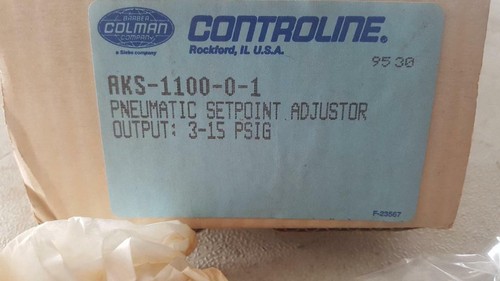 BARBER
COLMAN
COMPANY
a Siebe company
CONTROLINE®
Rockford, IL U.S.A.
9530
AKS-1100-0-1
PNEUMATIC SETPOINT ADJUSTOR
OUTPUT: 3-15 PSIG
F-23567